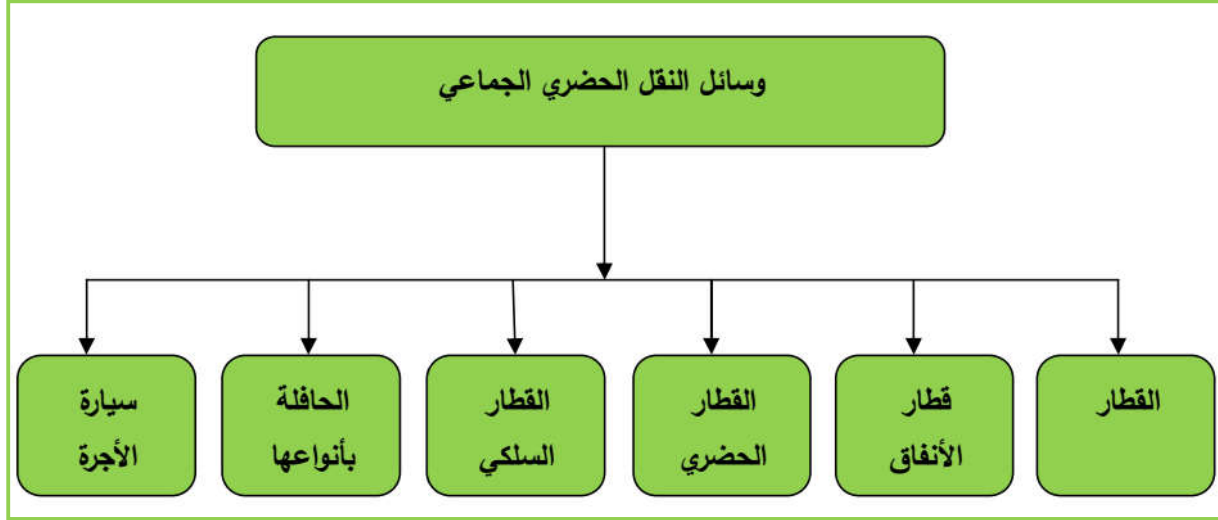 وسائل النقل الحضري الجماعي
القطار
قطار
الأنفاق
القطار
الحضري
القطار
السلكي
الحافلة
بأنواعها
سيارة
الأجرة